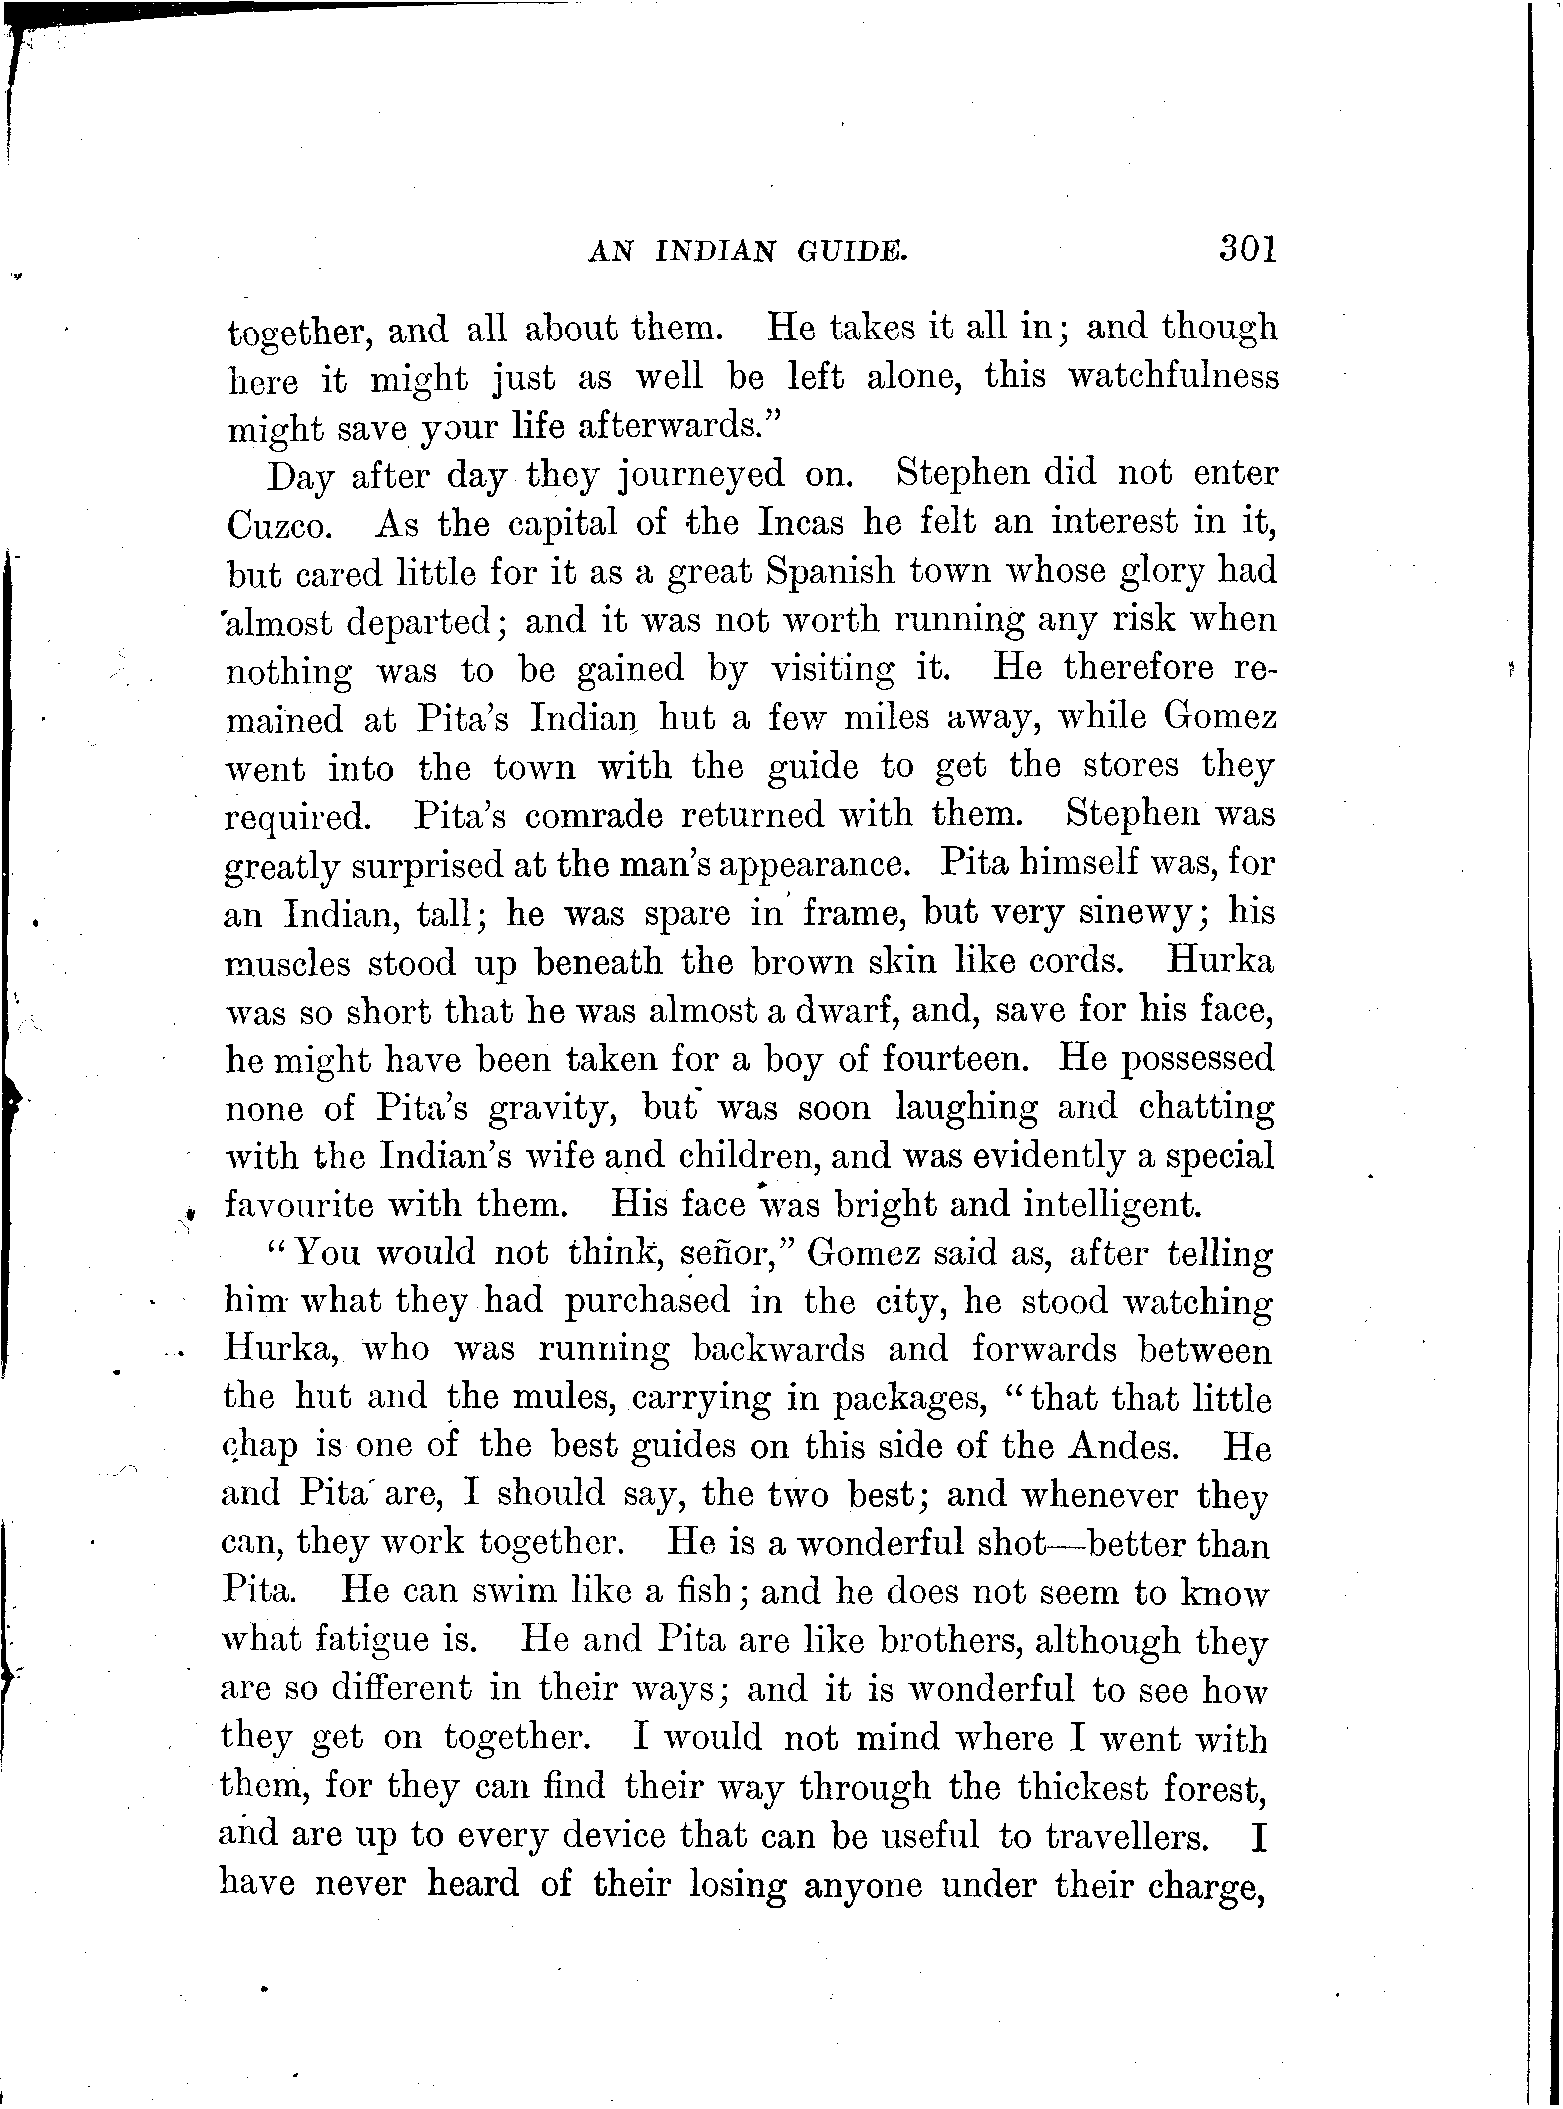 AN INDIAN GUIDE. 301
together, and all about them. He takes it all in; and though
here it might just as well be left alone, this watchfulness
might save your life afterwards.”
Day after day they journeyed on. Stephen did not enter
Cuzco. As the capital of the Incas he felt an interest in it,
but cared little for it as a great Spanish town whose glory had
almost departed; and it was not worth running any risk when
nothing was to be gained by visiting it. He therefore re-
mained at Pita’s Indian hut a few miles away, while Gomez
went into the town with the guide to get the stores they
required. Pita’s comrade returned with them. Stephen was
greatly surprised at the man’s appearance. Pita himself was, for
an Indian, tall; he was spare in frame, but very sinewy; his
muscles stood up beneath the brown skin like cords. Hurka
was so short that he was almost a dwarf, and, save for his face,
he might have been taken for a boy of fourteen. He possessed
none of Pita’s gravity, but was soon laughing and chatting
with the Indian’s wife and children, and was evidently a special
favourite with them. His face was bright and intelligent.
“You would not think, señor,” Gomez said as, after telling
him what they had purchased in the city, he stood watching
Hurka, who was running backwards and forwards between
the hut and the mules, carrying in packages, “that that little
chap is one of the best guides on this side of the Andes. He
and Pita are, I should say, the two best; and whenever they
can, they work together. He is a wonderful shot—better than
Pita. He can swim like a fish; and he does not seem to know
what fatigue is. He and Pita are like brothers, although they
are so different in their ways; and it is wonderful to see how
they get on together. I would not mind where I went with
them, for they can find their way through the thickest forest,
and are up to every device that can be useful to travellers. I
have never heard of their losing anyone under their charge,